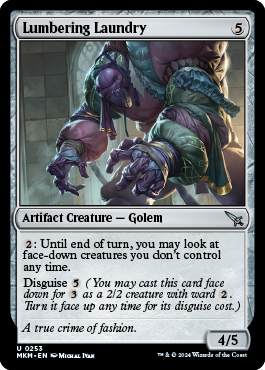 Lumbering Laundry 5
Artifact Creature — Golem
2: Until end of turn, you may look at
face-down creatures you don't control
any time.
Disguise 5 (You may cast this card face
down for 3 as a 2/2 creature with ward 2.
Turn it face up any time for its disguise cost.)
A true crime of fashion.
4/5
U 0253
MKM • EN Michal Ivan
™ & © 2024 Wizards of the Coast